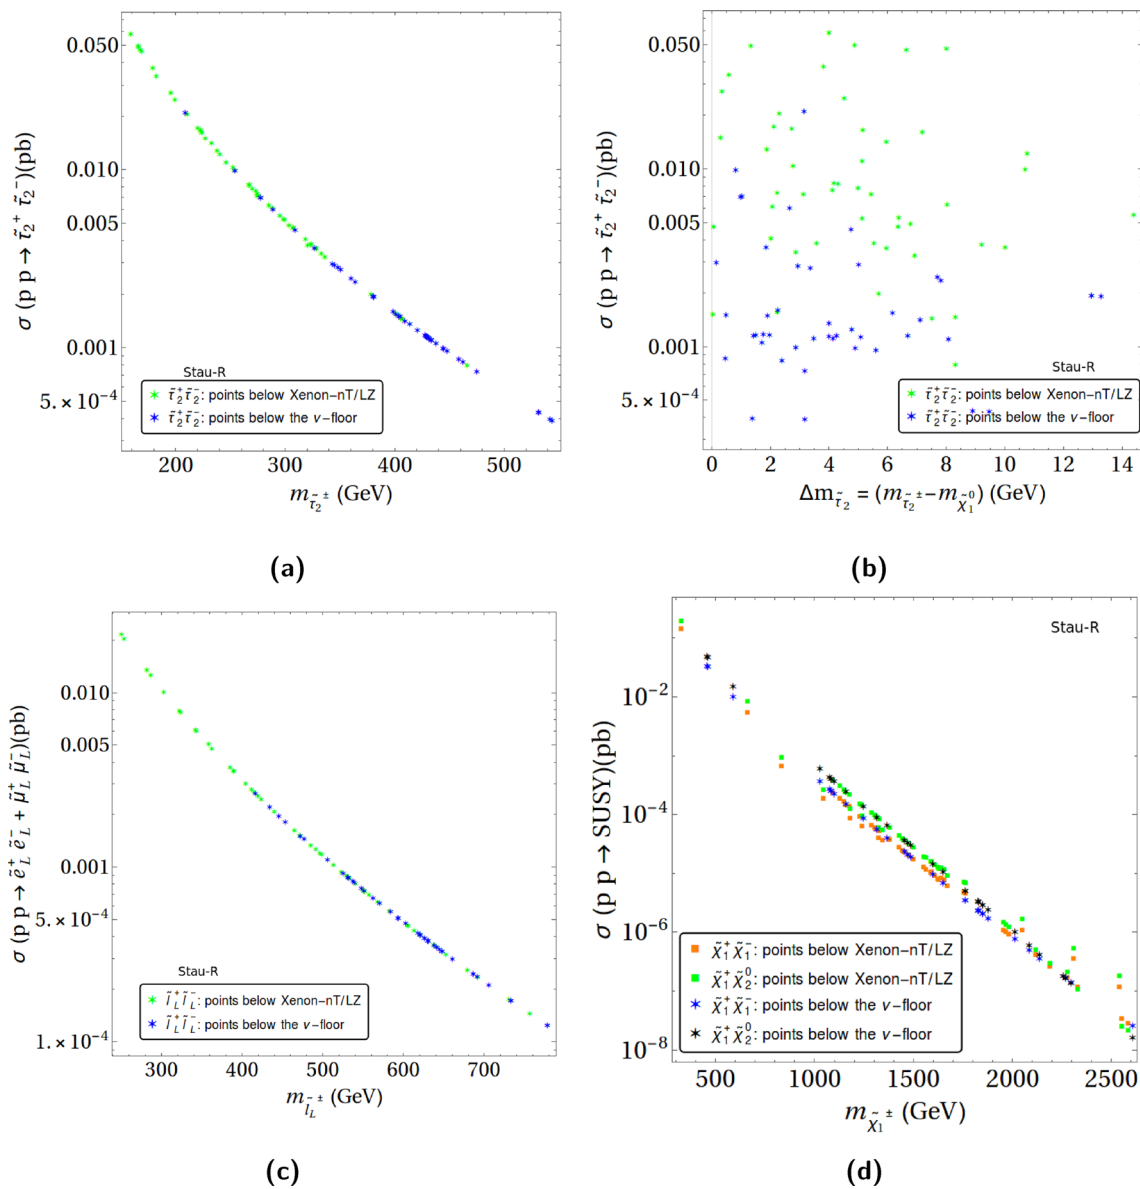 σ (p p → τ̃₂⁺ τ̃₂⁻)(pb)
0.050
0.010
0.005
0.001
5.×10⁻⁴
Stau-R
τ̃₂⁺τ̃₂⁻: points below Xenon-nT/LZ
τ̃₂⁺τ̃₂⁻: points below the ν-floor
200 300 400 500
m_τ̃₂± (GeV)
(a)
σ (p p → τ̃₂⁺ τ̃₂⁻)(pb)
0.050
0.010
0.005
0.001
5.×10⁻⁴
Stau-R
τ̃₂⁺τ̃₂⁻: points below Xenon-nT/LZ
τ̃₂⁺τ̃₂⁻: points below the ν-floor
0 2 4 6 8 10 12 14
Δm_τ̃₂ = (m_τ̃₂± − m_χ̃₁⁰) (GeV)
(b)
σ (p p → ẽ_L⁺ ẽ_L⁻ + μ̃_L⁺ μ̃_L⁻)(pb)
0.010
0.005
0.001
5.×10⁻⁴
1.×10⁻⁴
Stau-R
l̃_L⁺l̃_L⁻: points below Xenon-nT/LZ
l̃_L⁺l̃_L⁻: points below the ν-floor
300 400 500 600 700
m_l̃_L± (GeV)
(c)
σ (p p → SUSY)(pb)
Stau-R
10⁻²
10⁻⁴
10⁻⁶
10⁻⁸
χ̃₁⁺χ̃₁⁻: points below Xenon-nT/LZ
χ̃₁⁺χ̃₂⁰: points below Xenon-nT/LZ
χ̃₁⁺χ̃₁⁻: points below the ν-floor
χ̃₁⁺χ̃₂⁰: points below the ν-floor
500 1000 1500 2000 2500
m_χ̃₁± (GeV)
(d)